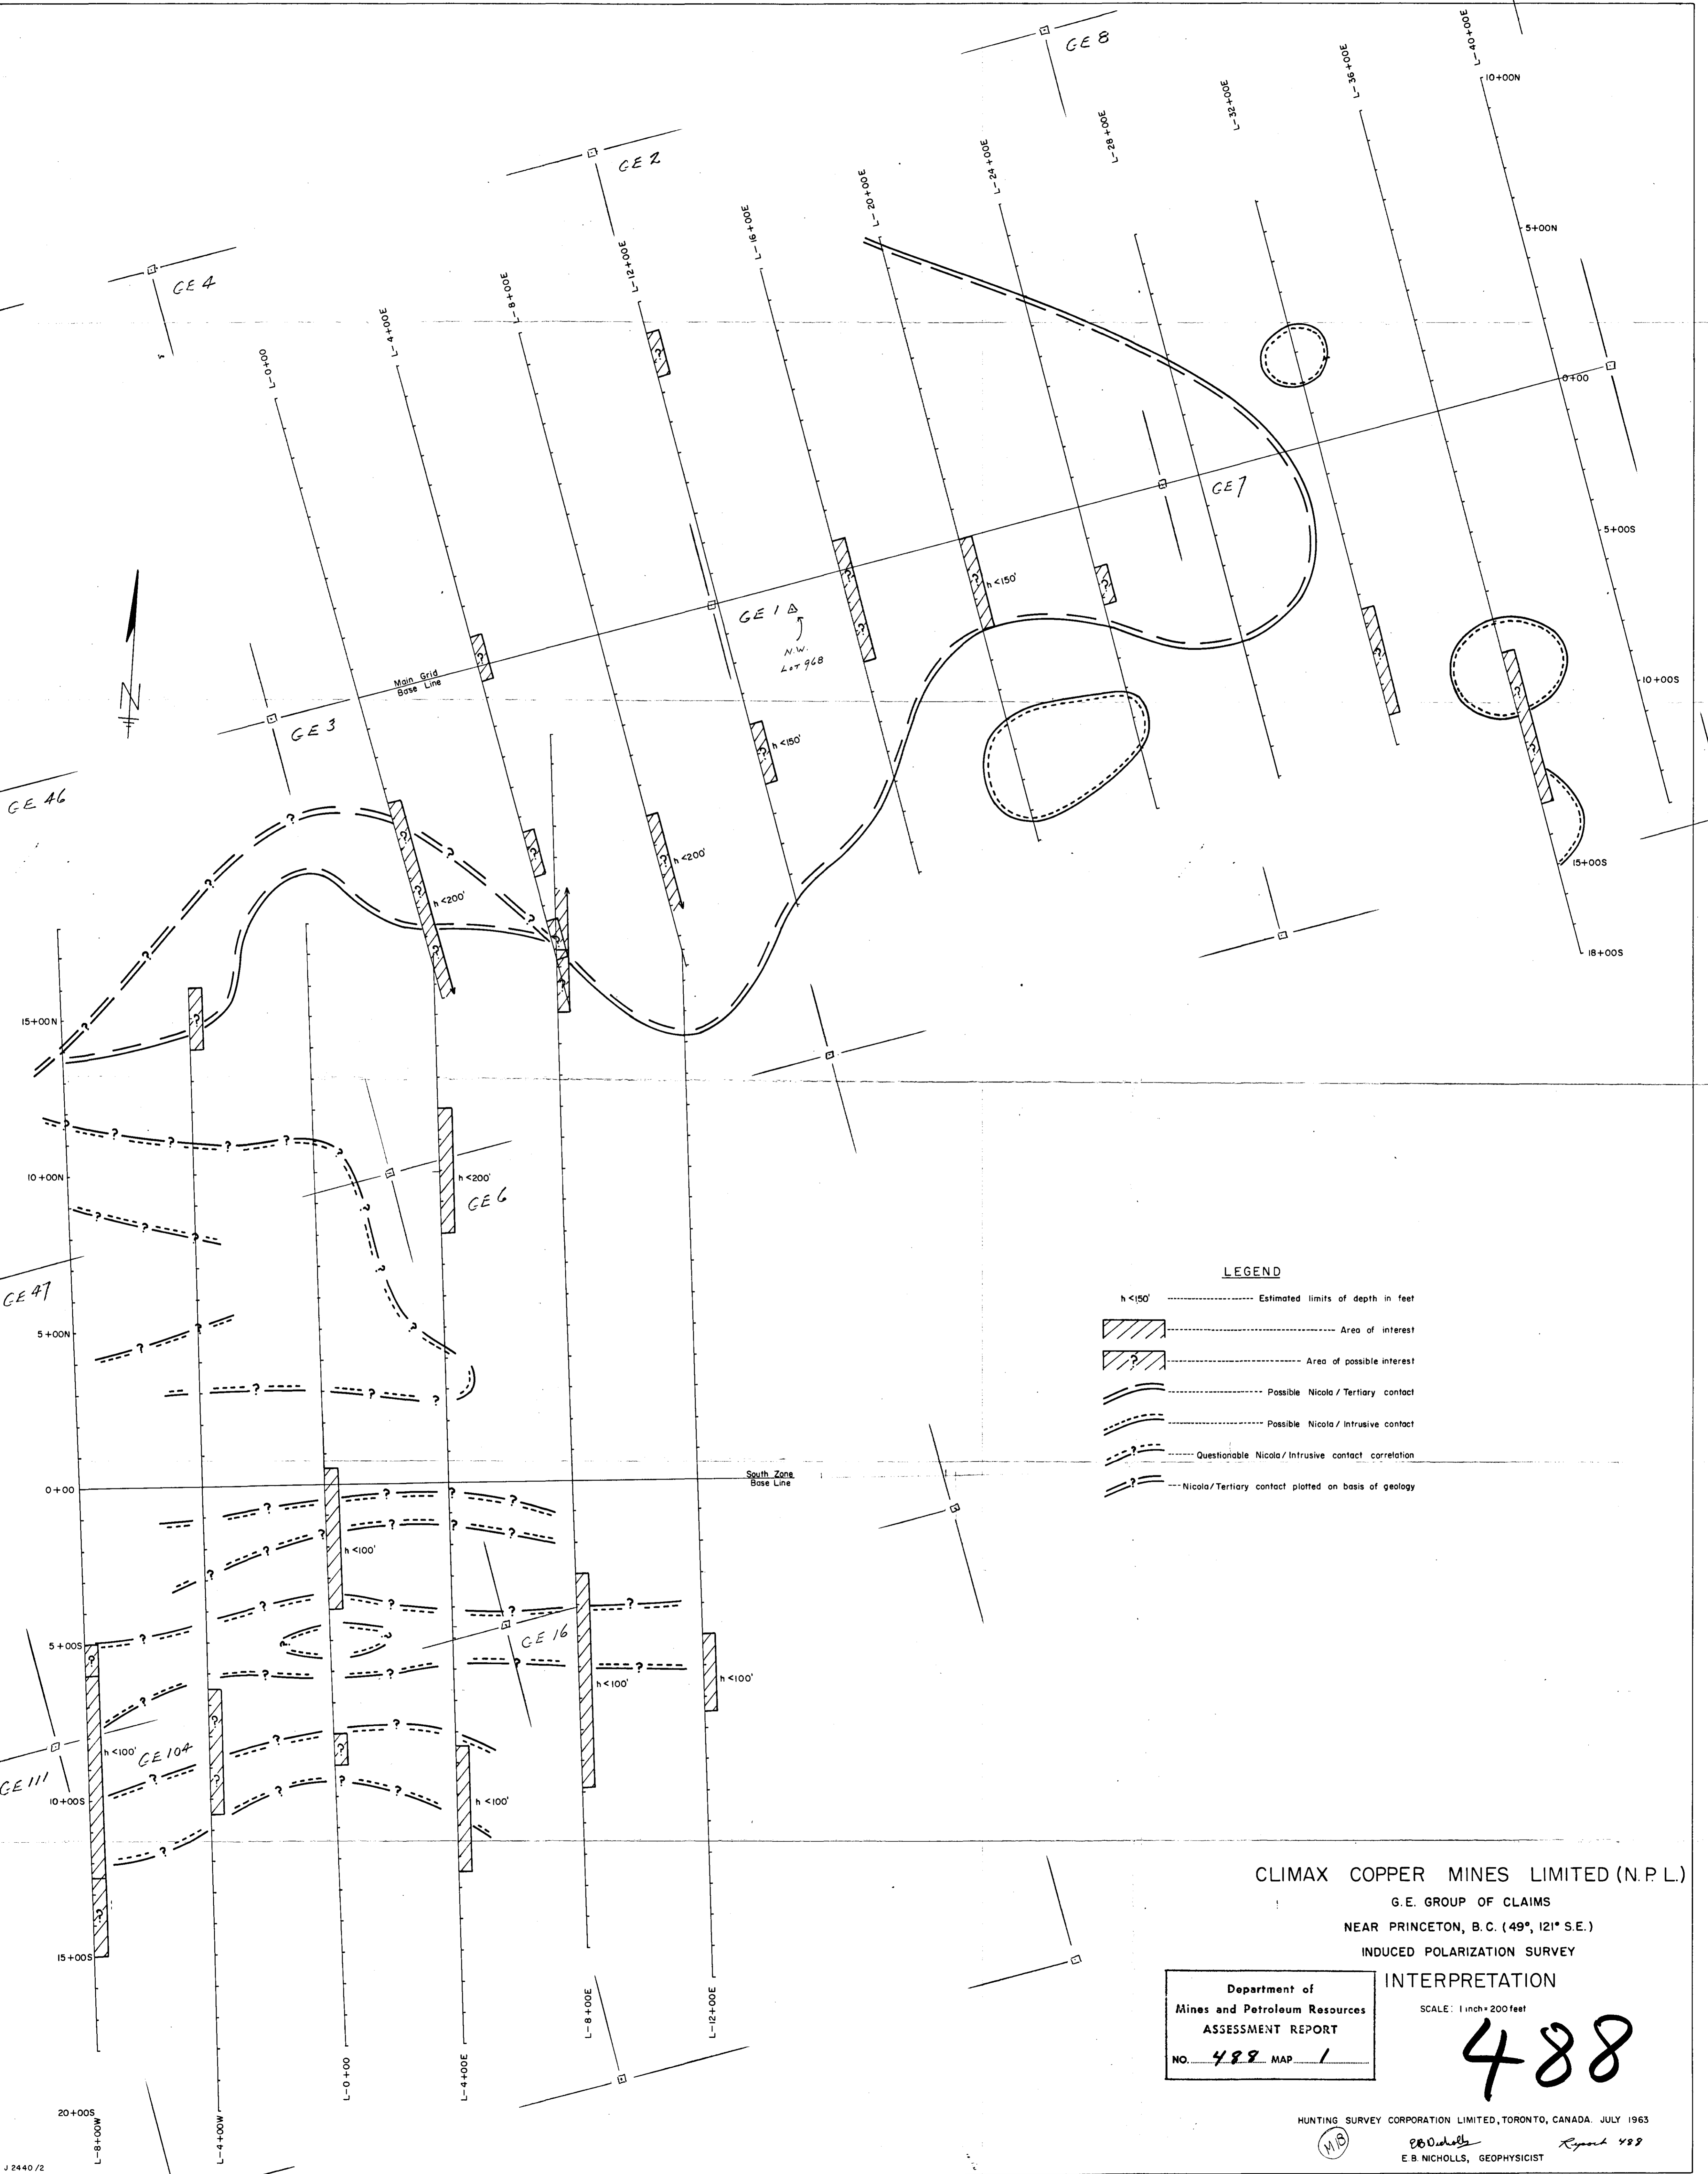 L-40+00E
10+00N
L-36+00E
GE 8
L-32+00E
L-28+00E
L-24+00E
GE 2
L-20+00E
L-16+00E
5+00N
L-12+00E
L-8+00E
GE 4
L-4+00E
L-0+00
?
0+00
GE 7
5+00S
? h <150'
?
?
?
GE 1
N.W.
LOT 968
?
?
10+00S
?
Main Grid
Base Line
GE 3
? h <150'
?
GE 46
?
?
?
?
? h <200'
15+00S
?
?
h <200'
?
?
?
18+00S
?
15+00N
?
N
10+00N
h <200'
GE 6
GE 47
5+00N
LEGEND
h <150' Estimated limits of depth in feet
Area of interest
? Area of possible interest
Possible Nicola / Tertiary contact
Possible Nicola / Intrusive contact
? Questionable Nicola / Intrusive contact correlation
? Nicola / Tertiary contact plotted on basis of geology
0+00
South Zone
Base Line
h <100'
GE 16
5+00S
h <100'
h <100'
h <100'
GE 104
GE 111
10+00S
h <100'
15+00S
20+00S
L-8+00W
L-4+00W
L-0+00
L-4+00E
L-8+00E
L-12+00E
CLIMAX COPPER MINES LIMITED (N.P.L.)
G.E. GROUP OF CLAIMS
NEAR PRINCETON, B.C. (49°, 121° S.E.)
INDUCED POLARIZATION SURVEY
INTERPRETATION
SCALE: 1 inch = 200 feet
Department of
Mines and Petroleum Resources
ASSESSMENT REPORT
NO. 488 MAP 1
488
HUNTING SURVEY CORPORATION LIMITED, TORONTO, CANADA. JULY 1963
MB
EB Nicholls
Report 488
E.B. NICHOLLS, GEOPHYSICIST
J 2440/2